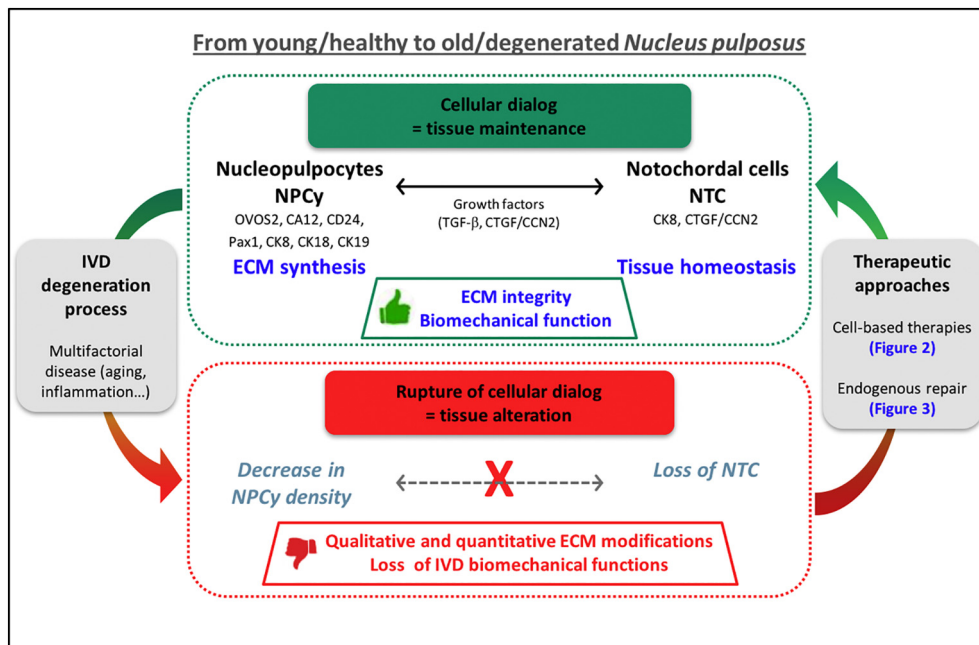 From young/healthy to old/degenerated Nucleus pulposus
Cellular dialog
= tissue maintenance
Nucleopulpocytes
NPCy
OVOS2, CA12, CD24,
Pax1, CK8, CK18, CK19
ECM synthesis
Growth factors
(TGF-β, CTGF/CCN2)
Notochordal cells
NTC
CK8, CTGF/CCN2
Tissue homeostasis
ECM integrity
Biomechanical function
IVD
degeneration
process
Multifactorial
disease (aging,
inflammation...)
Therapeutic
approaches
Cell-based therapies
(Figure 2)
Endogenous repair
(Figure 3)
Rupture of cellular dialog
= tissue alteration
Decrease in
NPCy density
X
Loss of NTC
Qualitative and quantitative ECM modifications
Loss of IVD biomechanical functions